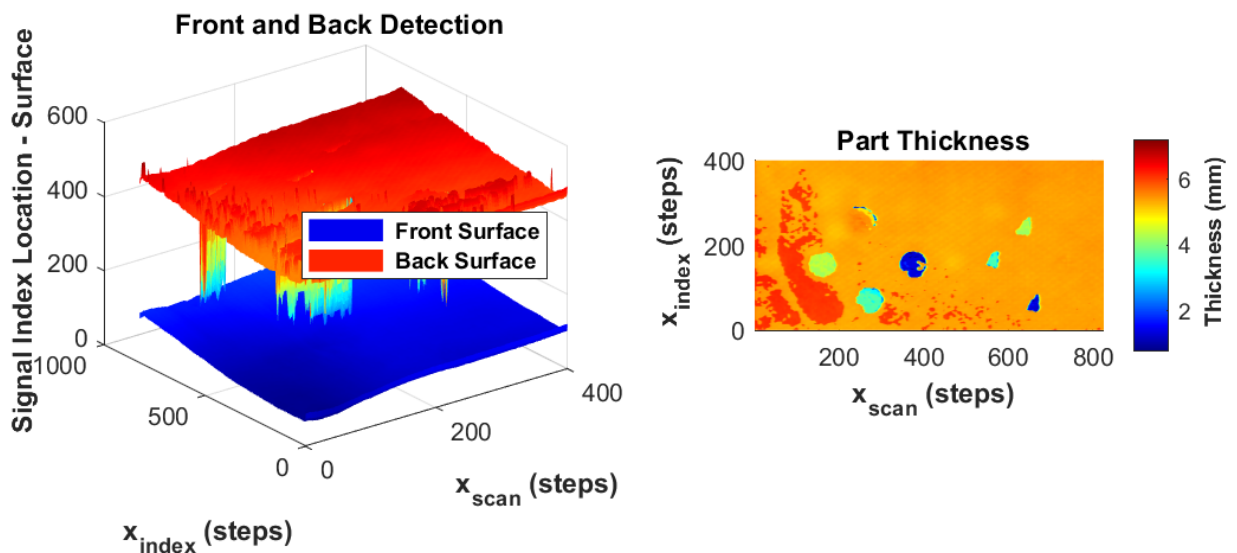 Front and Back Detection
Signal Index Location - Surface
600
400
200
0
1000
500
0
0
200
400
x_index (steps)
x_scan (steps)
Front Surface
Back Surface
Part Thickness
x_index (steps)
400
200
0
200
400
600
800
x_scan (steps)
6
4
2
Thickness (mm)